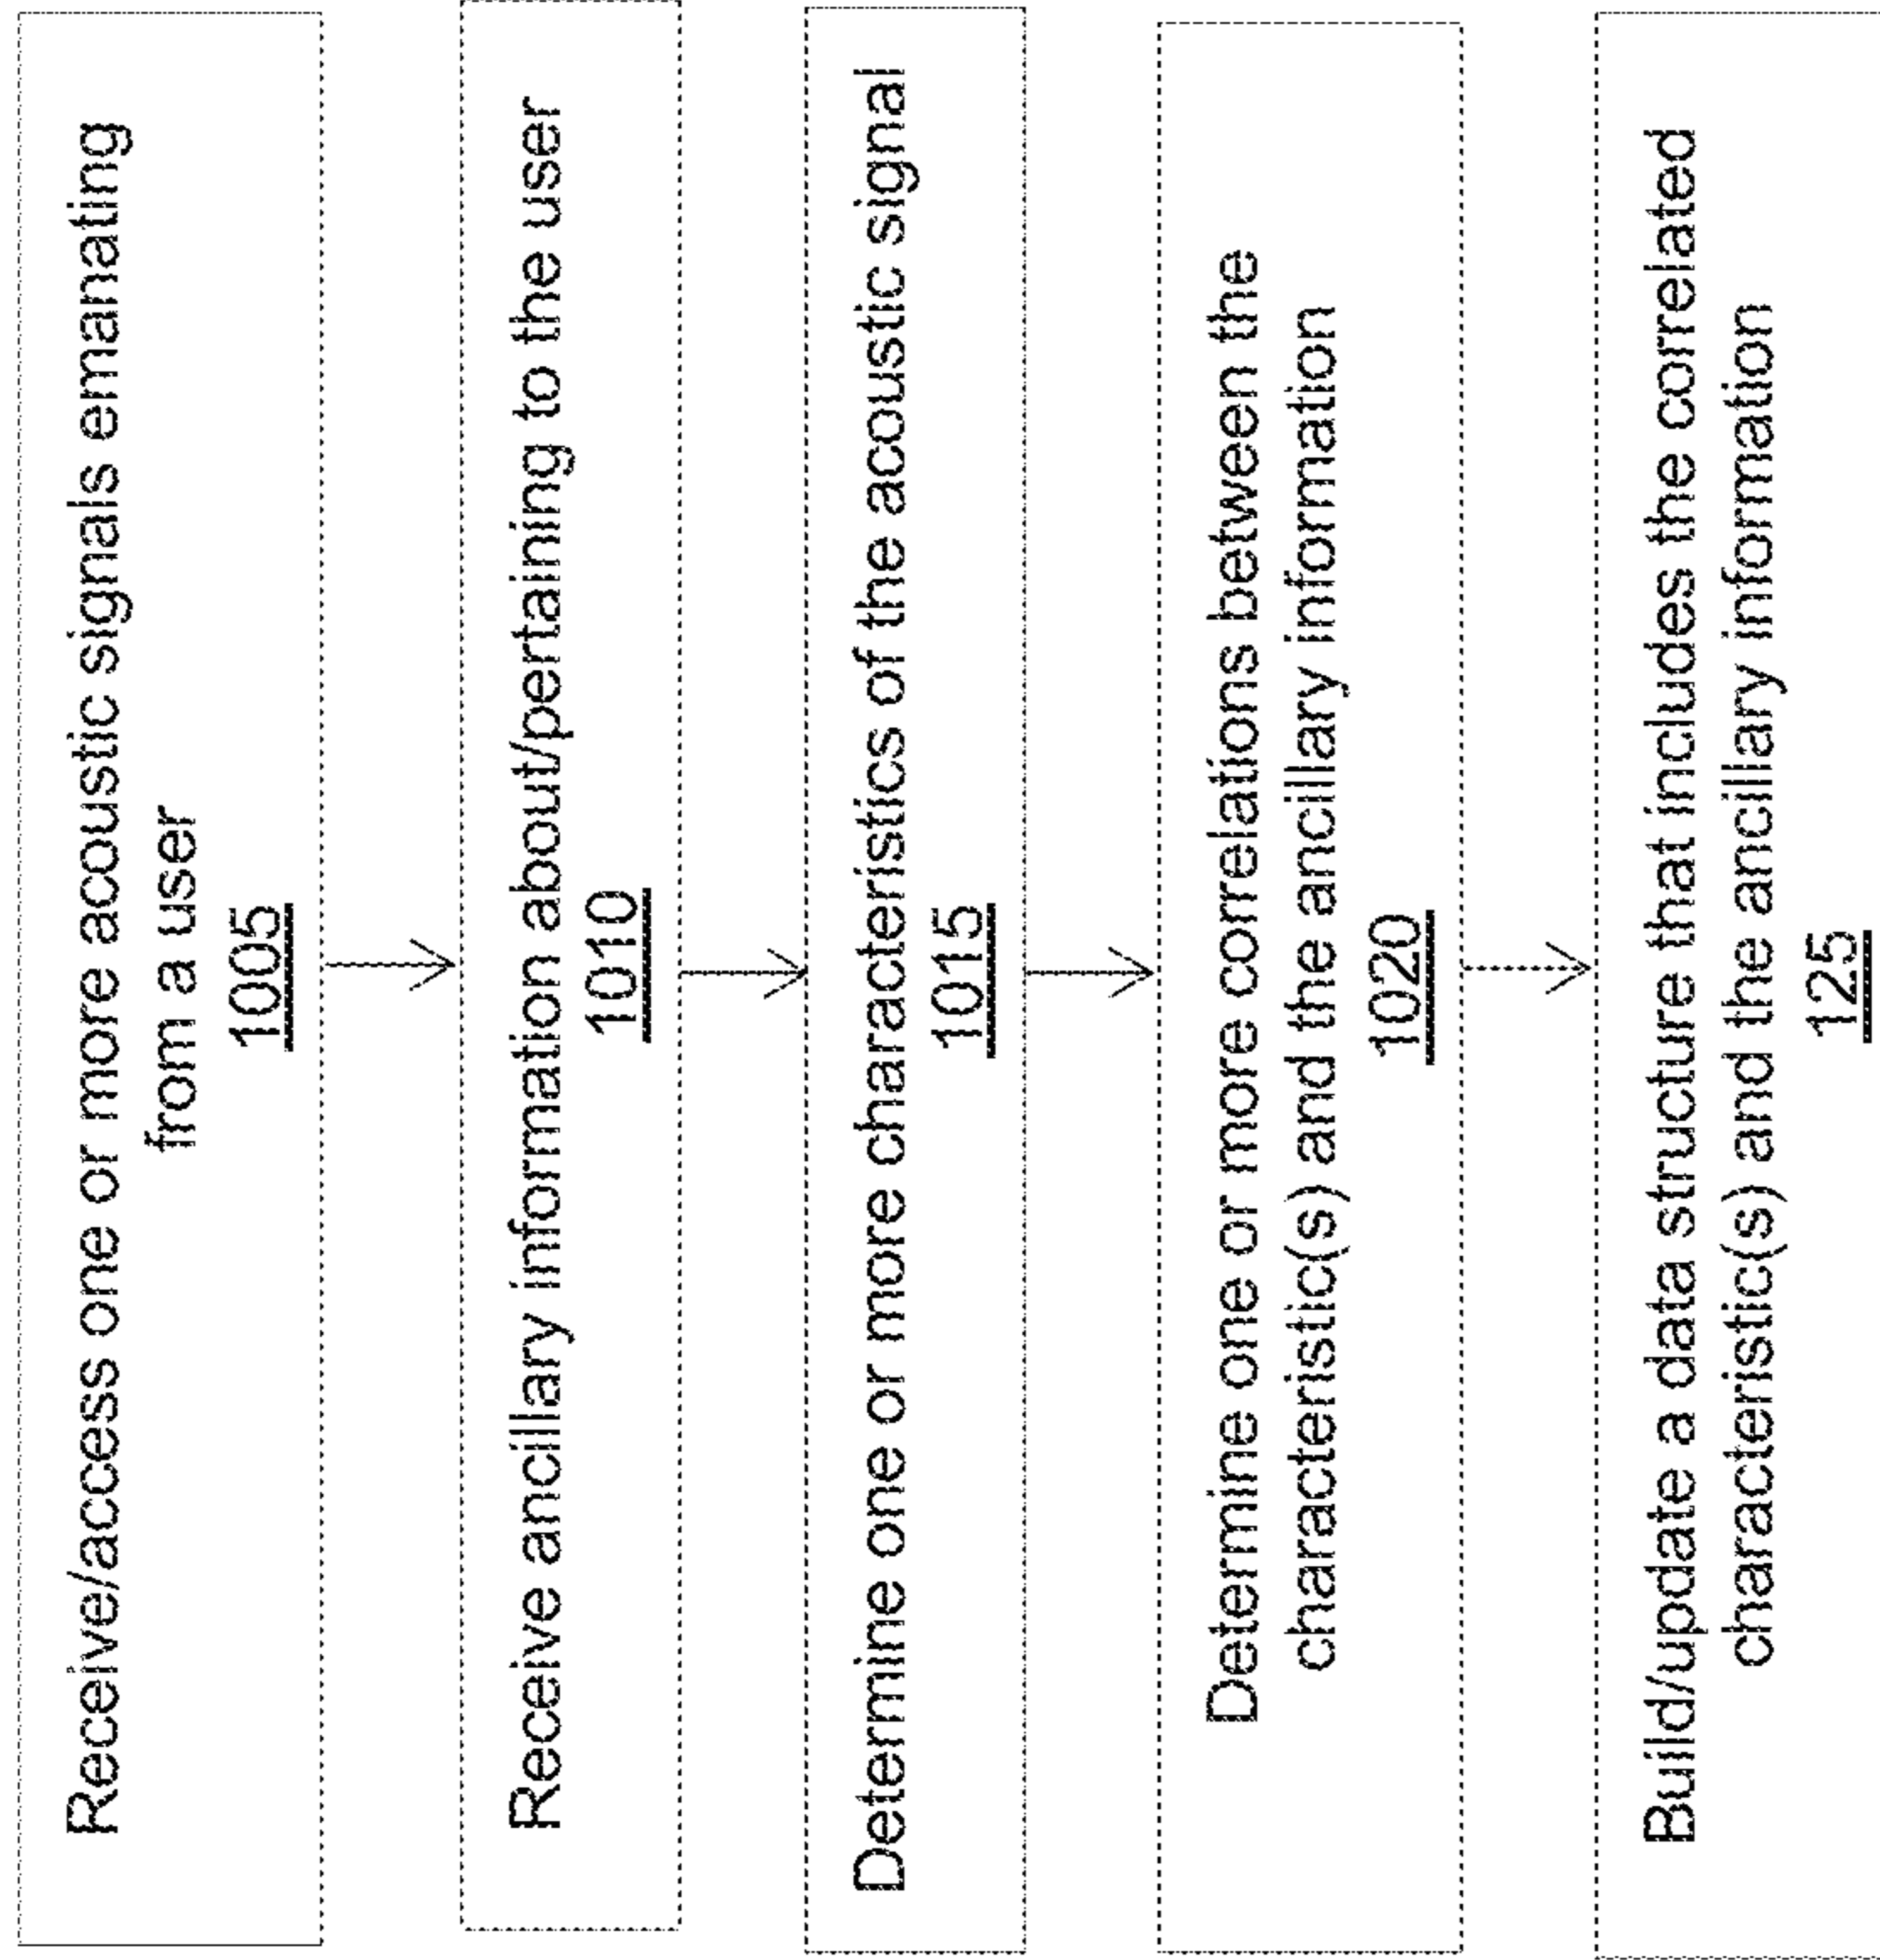 Receive/access one or more acoustic signals emanating
from a user
1005
Receive ancillary information about/pertaining to the user
1010
Determine one or more characteristics of the acoustic signal
1015
Determine one or more correlations between the
characteristic(s) and the ancillary information
1020
Build/update a data structure that includes the correlated
characteristic(s) and the ancillary information
125